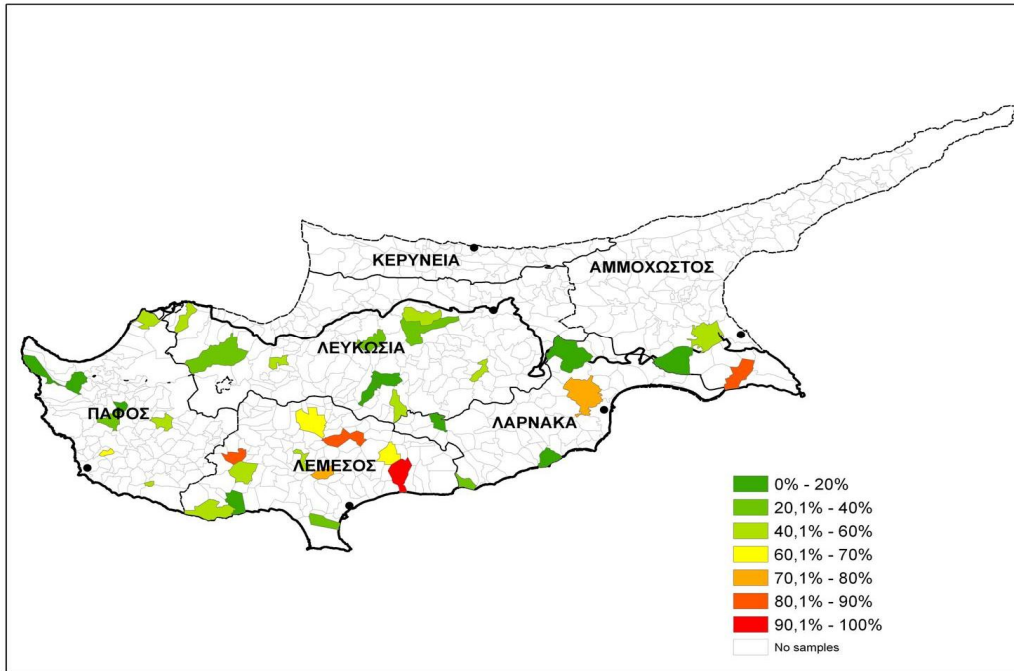 ΚΕΡΥΝΕΙΑ
ΑΜΜΟΧΩΣΤΟΣ
ΛΕΥΚΩΣΙΑ
ΠΑΦΟΣ
ΛΑΡΝΑΚΑ
ΛΕΜΕΣΟΣ
0% - 20%
20,1% - 40%
40,1% - 60%
60,1% - 70%
70,1% - 80%
80,1% - 90%
90,1% - 100%
No samples